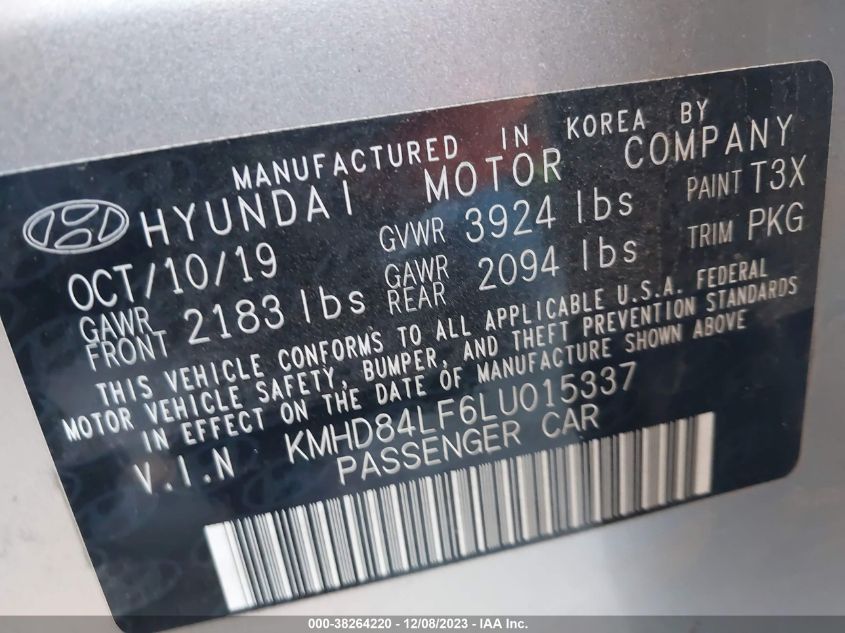 MANUFACTURED IN KOREA BY
HYUNDAI MOTOR COMPANY
OCT/10/19 GVWR 3924 lbs PAINT T3X
GAWR FRONT 2183 lbs GAWR REAR 2094 lbs TRIM PKG
THIS VEHICLE CONFORMS TO ALL APPLICABLE U.S.A. FEDERAL
MOTOR VEHICLE SAFETY, BUMPER, AND THEFT PREVENTION STANDARDS
IN EFFECT ON THE DATE OF MANUFACTURE SHOWN ABOVE
V.I.N KMHD84LF6LU015337
PASSENGER CAR
000-38264220 - 12/08/2023 - IAA Inc.